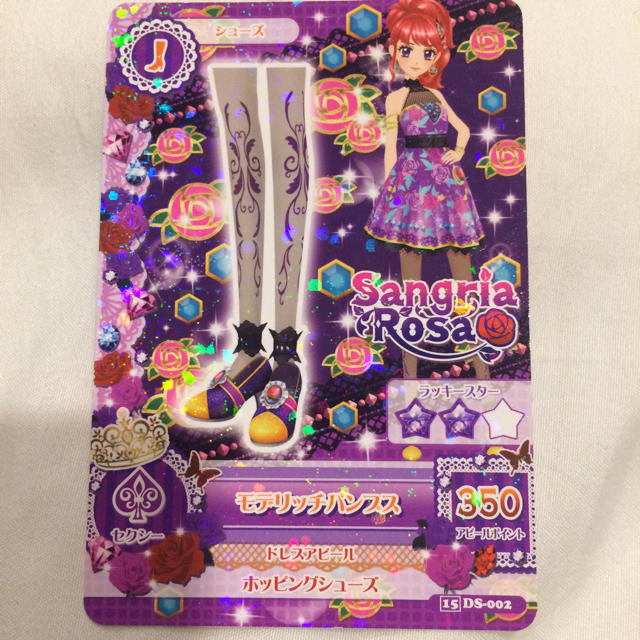 シューズ
Sangria
Rosa
ラッキースター
モテリッチパンプス
350
アピールポイント
セクシー
ドレスアピール
ホッピングシューズ
15 DS-002